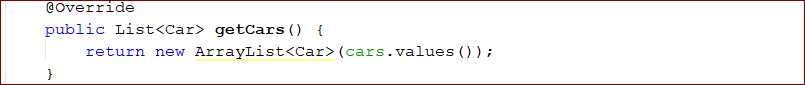 @Override
public List<Car> getCars() {
return new ArrayList<Car>(cars.values());
}